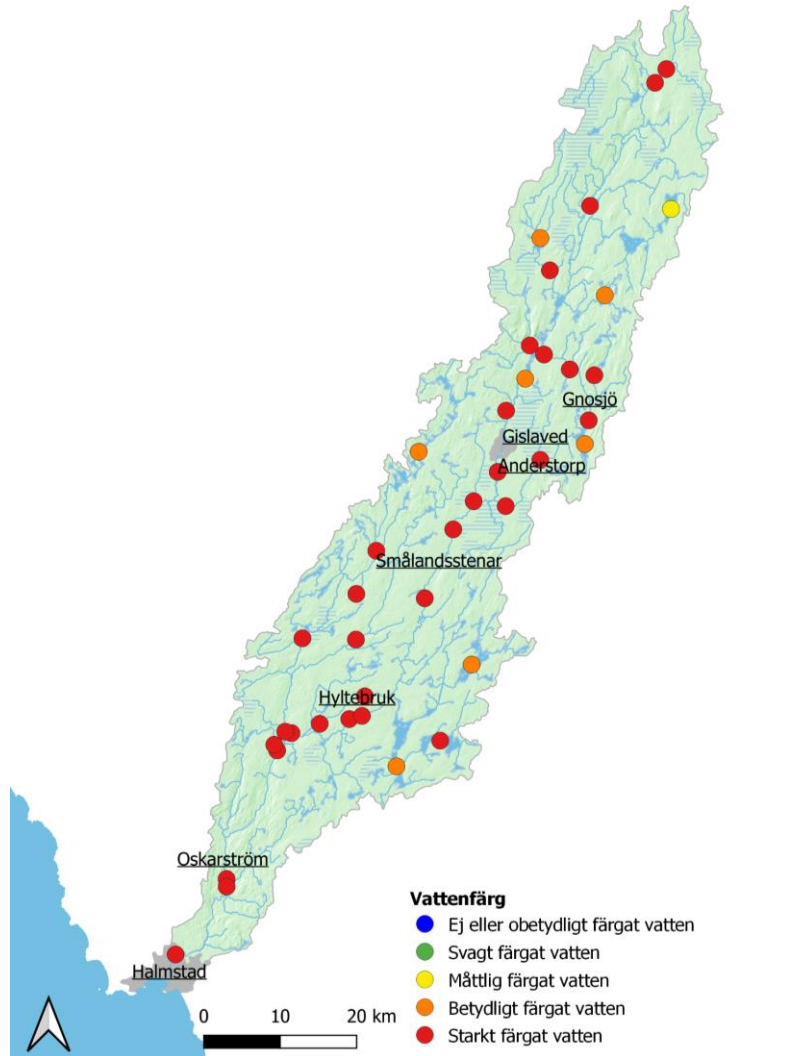 Gnosjö
Gislaved
Anderstorp
Smålandsstenar
Hyltebruk
Oskarström
Halmstad
Vattenfärg
Ej eller obetydligt färgat vatten
Svagt färgat vatten
Måttlig färgat vatten
Betydligt färgat vatten
Starkt färgat vatten
0 10 20 km